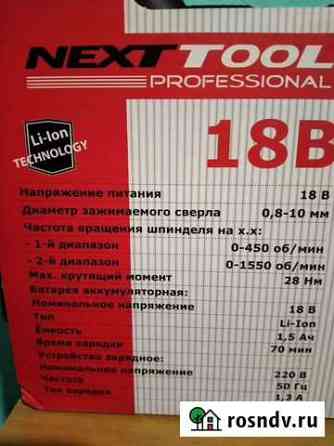 NEXTTOOL
PROFESSIONAL
Li-Ion
TECHNOLOGY
18В
Напряжение питания 18 В
Диаметр зажимаемого сверла 0,8-10 мм
Частота вращения шпинделя на х.х:
- 1-й диапазон 0-450 об/мин
- 2-й диапазон 0-1550 об/мин
Мах. крутящий момент 28 Нм
Батарея аккумуляторная:
Номинальное напряжение 18 В
Тип Li-Ion
Ёмкость 1,5 Ач
Время зарядки 70 мин
Устройство зарядное:
Номинальное напряжение 220 В
Частота 50 Гц
Ток зарядки 1,3 А
rosndv.ru